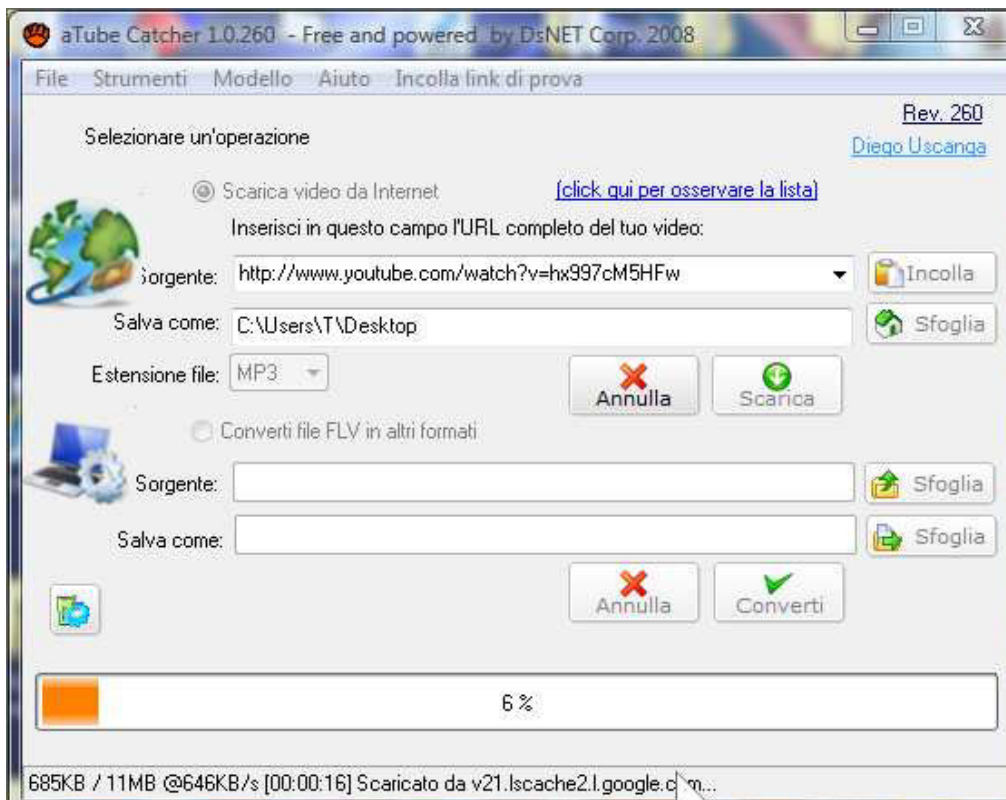 aTube Catcher 1.0.260 - Free and powered by DsNET Corp. 2008
File Strumenti Modello Aiuto Incolla link di prova
Rev. 260
Selezionare un'operazione
Diego Uscanga
Scarica video da Internet (click qui per osservare la lista)
Inserisci in questo campo l'URL completo del tuo video:
Sorgente: http://www.youtube.com/watch?v=hx997cM5HFw Incolla
Salva come: C:\Users\T\Desktop Sfoglia
Estensione file: MP3 Annulla Scarica
Converti file FLV in altri formati
Sorgente: Sfoglia
Salva come: Sfoglia
Annulla Converti
6 %
685KB / 11MB @646KB/s [00:00:16] Scaricato da v21.lscache2.l.google.com...